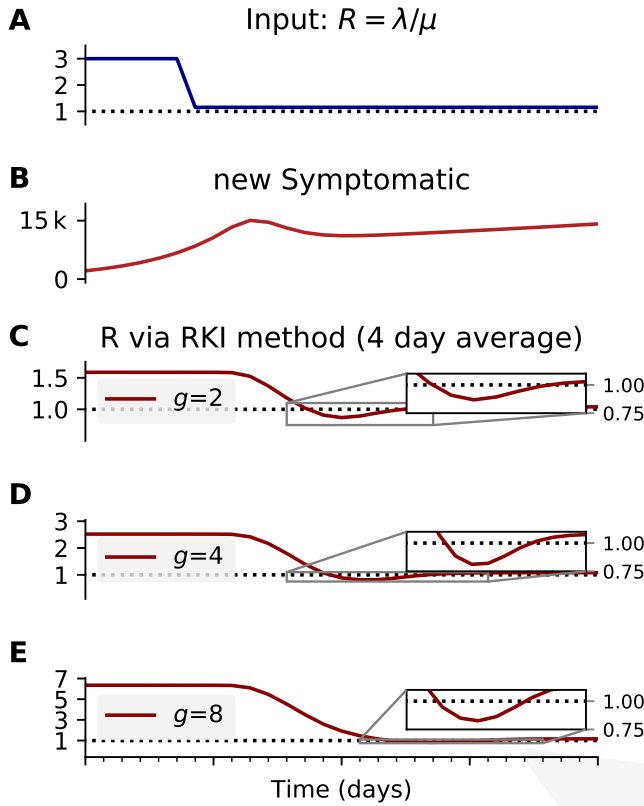 A
Input: R = λ/μ
3
2
1
B
new Symptomatic
15 k
0
C
R via RKI method (4 day average)
1.5
1.0
g=2
1.00
0.75
D
3
2
1
g=4
1.00
0.75
E
7
5
3
1
g=8
1.00
0.75
Time (days)